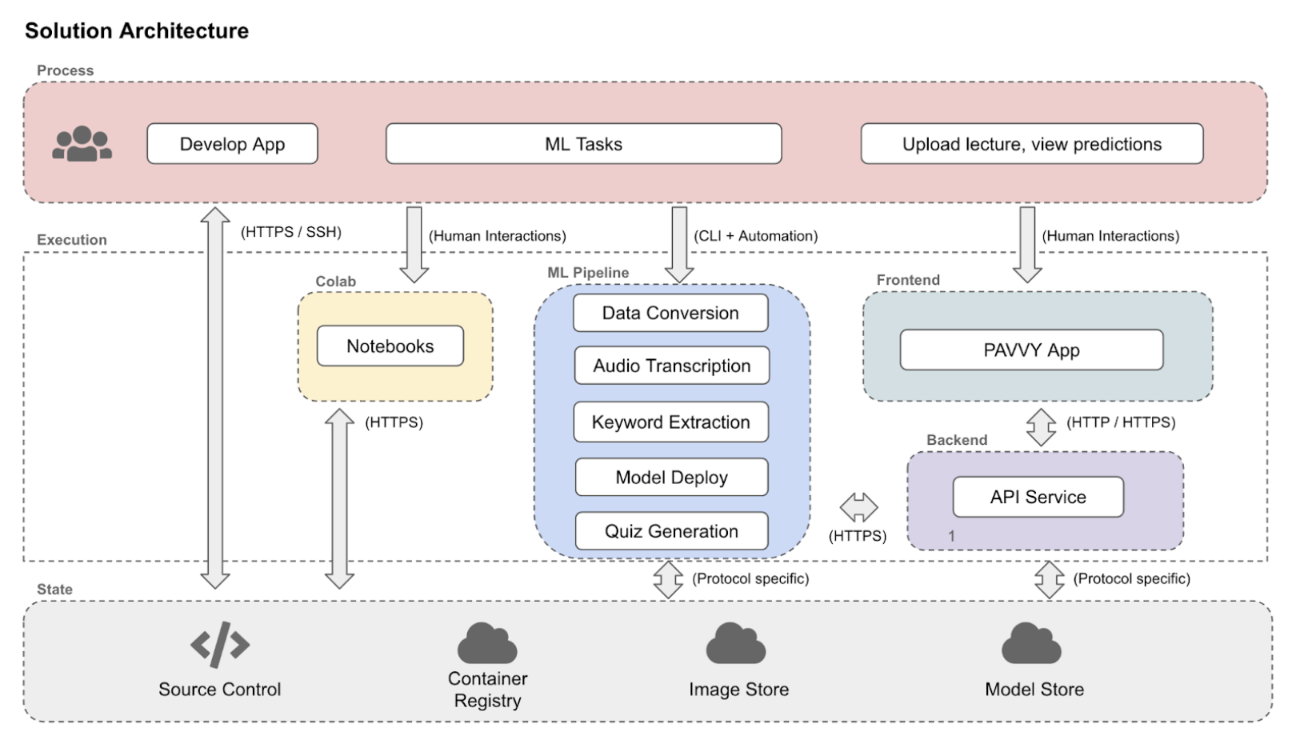 Solution Architecture
Process
Develop App
ML Tasks
Upload lecture, view predictions
(HTTPS / SSH)
(Human Interactions)
(CLI + Automation)
(Human Interactions)
Execution
Colab
Notebooks
(HTTPS)
ML Pipeline
Data Conversion
Audio Transcription
Keyword Extraction
Model Deploy
Quiz Generation
Frontend
PAVVY App
(HTTP / HTTPS)
Backend
API Service
1
(HTTPS)
(Protocol specific)
(Protocol specific)
State
</> 
Source Control
Container
Registry
Image Store
Model Store